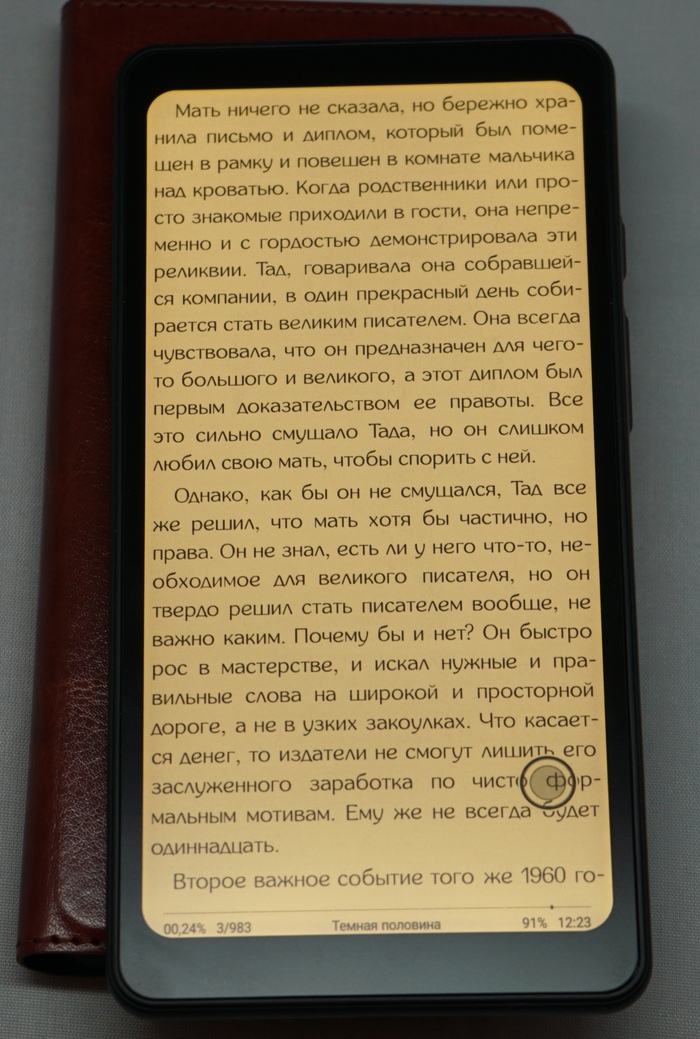 Мать ничего не сказала, но бережно хра-
нила письмо и диплом, который был поме-
щен в рамку и повешен в комнате мальчика
над кроватью. Когда родственники или про-
сто знакомые приходили в гости, она непре-
менно и с гордостью демонстрировала эти
реликвии. Тад, говаривала она собравшей-
ся компании, в один прекрасный день соби-
рается стать великим писателем. Она всегда
чувствовала, что он предназначен для чего-
то большого и великого, а этот диплом был
первым доказательством ее правоты. Все
это сильно смущало Тада, но он слишком
любил свою мать, чтобы спорить с ней.
Однако, как бы он не смущался, Тад все
же решил, что мать хотя бы частично, но
права. Он не знал, есть ли у него что-то, не-
обходимое для великого писателя, но он
твердо решил стать писателем вообще, не
важно каким. Почему бы и нет? Он быстро
рос в мастерстве, и искал нужные и пра-
вильные слова на широкой и просторной
дороге, а не в узких закоулках. Что касает-
ся денег, то издатели не смогут лишить его
заслуженного заработка по чисто фор-
мальным мотивам. Ему же не всегда будет
одиннадцать.
Второе важное событие того же 1960 го-
00,24% 3/983 Темная половина 91% 12:23